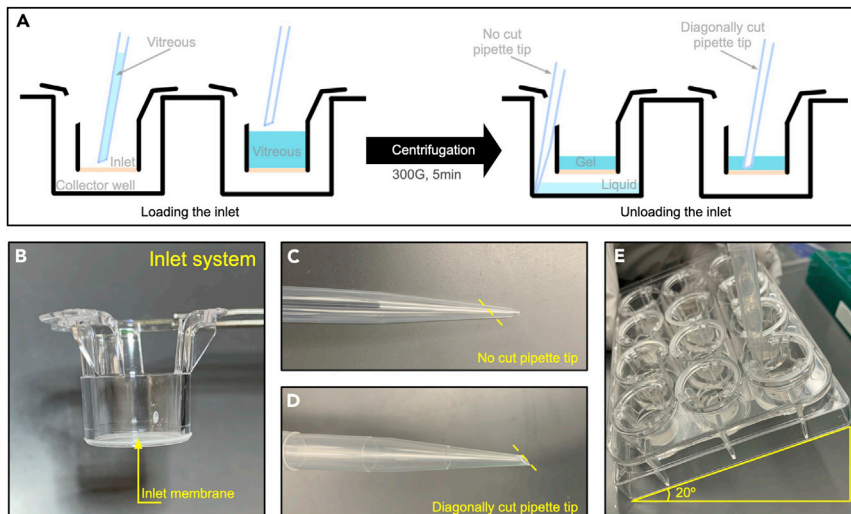 A
Vitreous
Inlet
Collector well
Vitreous
Loading the inlet
Centrifugation
300G, 5min
No cut
pipette tip
Diagonally cut
pipette tip
Gel
Liquid
Unloading the inlet
B
Inlet system
Inlet membrane
C
No cut pipette tip
D
Diagonally cut pipette tip
E
20º